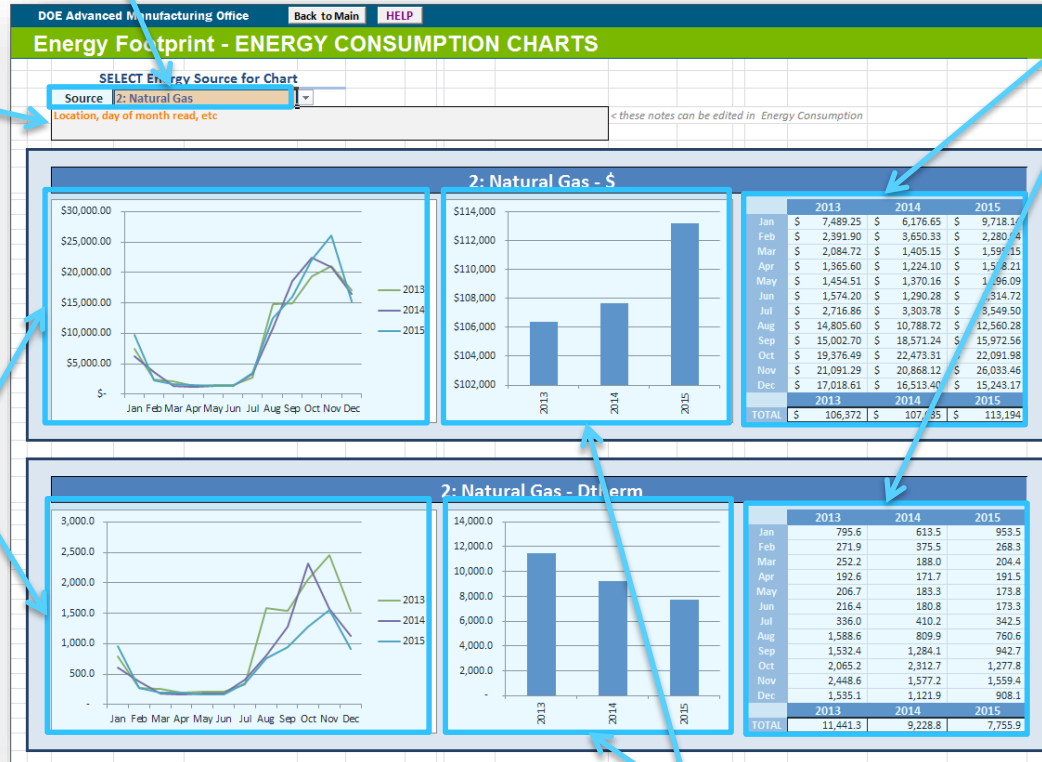 DOE Advanced Manufacturing Office Back to Main HELP
Energy Footprint - ENERGY CONSUMPTION CHARTS
SELECT Energy Source for Chart
Source 2: Natural Gas
Location, day of month read, etc
< these notes can be edited in Energy Consumption
2: Natural Gas - $
$30,000.00
$25,000.00
$20,000.00
$15,000.00
$10,000.00
$5,000.00
$-
Jan Feb Mar Apr May Jun Jul Aug Sep Oct Nov Dec
2013
2014
2015
$114,000
$112,000
$110,000
$108,000
$106,000
$104,000
$102,000
2013 2014 2015
2013 2014 2015
Jan $ 7,489.25 $ 6,176.65 $ 9,718.14
Feb $ 2,391.90 $ 3,650.33 $
Mar $ 2,084.72 $ 1,405.15 $
Apr $ 1,365.60 $ 1,224.10 $
May $ 1,454.51 $ 1,370.16 $
Jun $ 1,574.20 $ 1,290.28 $
Jul $ 2,716.86 $ 3,303.78 $ 3,549.50
Aug $ 14,805.60 $ 10,788.72 $ 12,560.28
Sep $ 15,002.70 $ 18,571.24 $ 15,972.56
Oct $ 19,376.49 $ 22,473.31 $ 22,091.98
Nov $ 21,091.29 $ 20,868.12 $ 26,033.46
Dec $ 17,018.61 $ 16,513.40 $ 15,243.17
2013 2014 2015
TOTAL $ 106,372 $ $ 113,194
2: Natural Gas - Dtherm
3,000.0
2,500.0
2,000.0
1,500.0
1,000.0
500.0
-
Jan Feb Mar Apr May Jun Jul Aug Sep Oct Nov Dec
2013
2014
2015
14,000.0
12,000.0
10,000.0
8,000.0
6,000.0
4,000.0
2,000.0
-
2013 2014 2015
2013 2014 2015
Jan 795.6 613.5 953.5
Feb 271.9 375.5 268.3
Mar 252.2 188.0 204.4
Apr 192.6 171.7 191.5
May 206.7 183.3 173.8
Jun 216.4 180.8 173.3
Jul 336.0 410.2 342.5
Aug 1,588.6 809.9 760.6
Sep 1,532.4 1,284.1 942.7
Oct 2,065.2 2,312.7 1,277.8
Nov 2,448.6 1,577.2 1,559.4
Dec 1,535.1 1,121.9 908.1
2013 2014 2015
TOTAL 11,441.3 9,228.8 7,755.9